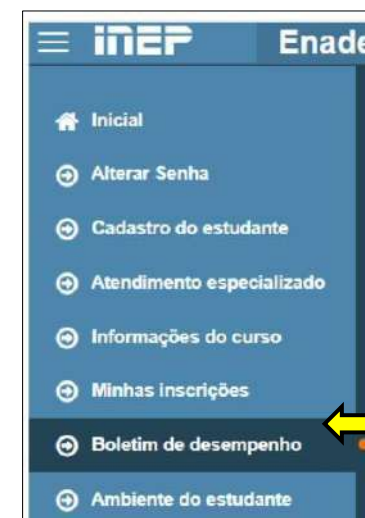 inep Enade
Inicial
Alterar Senha
Cadastro do estudante
Atendimento especializado
Informações do curso
Minhas inscrições
Boletim de desempenho
Ambiente do estudante